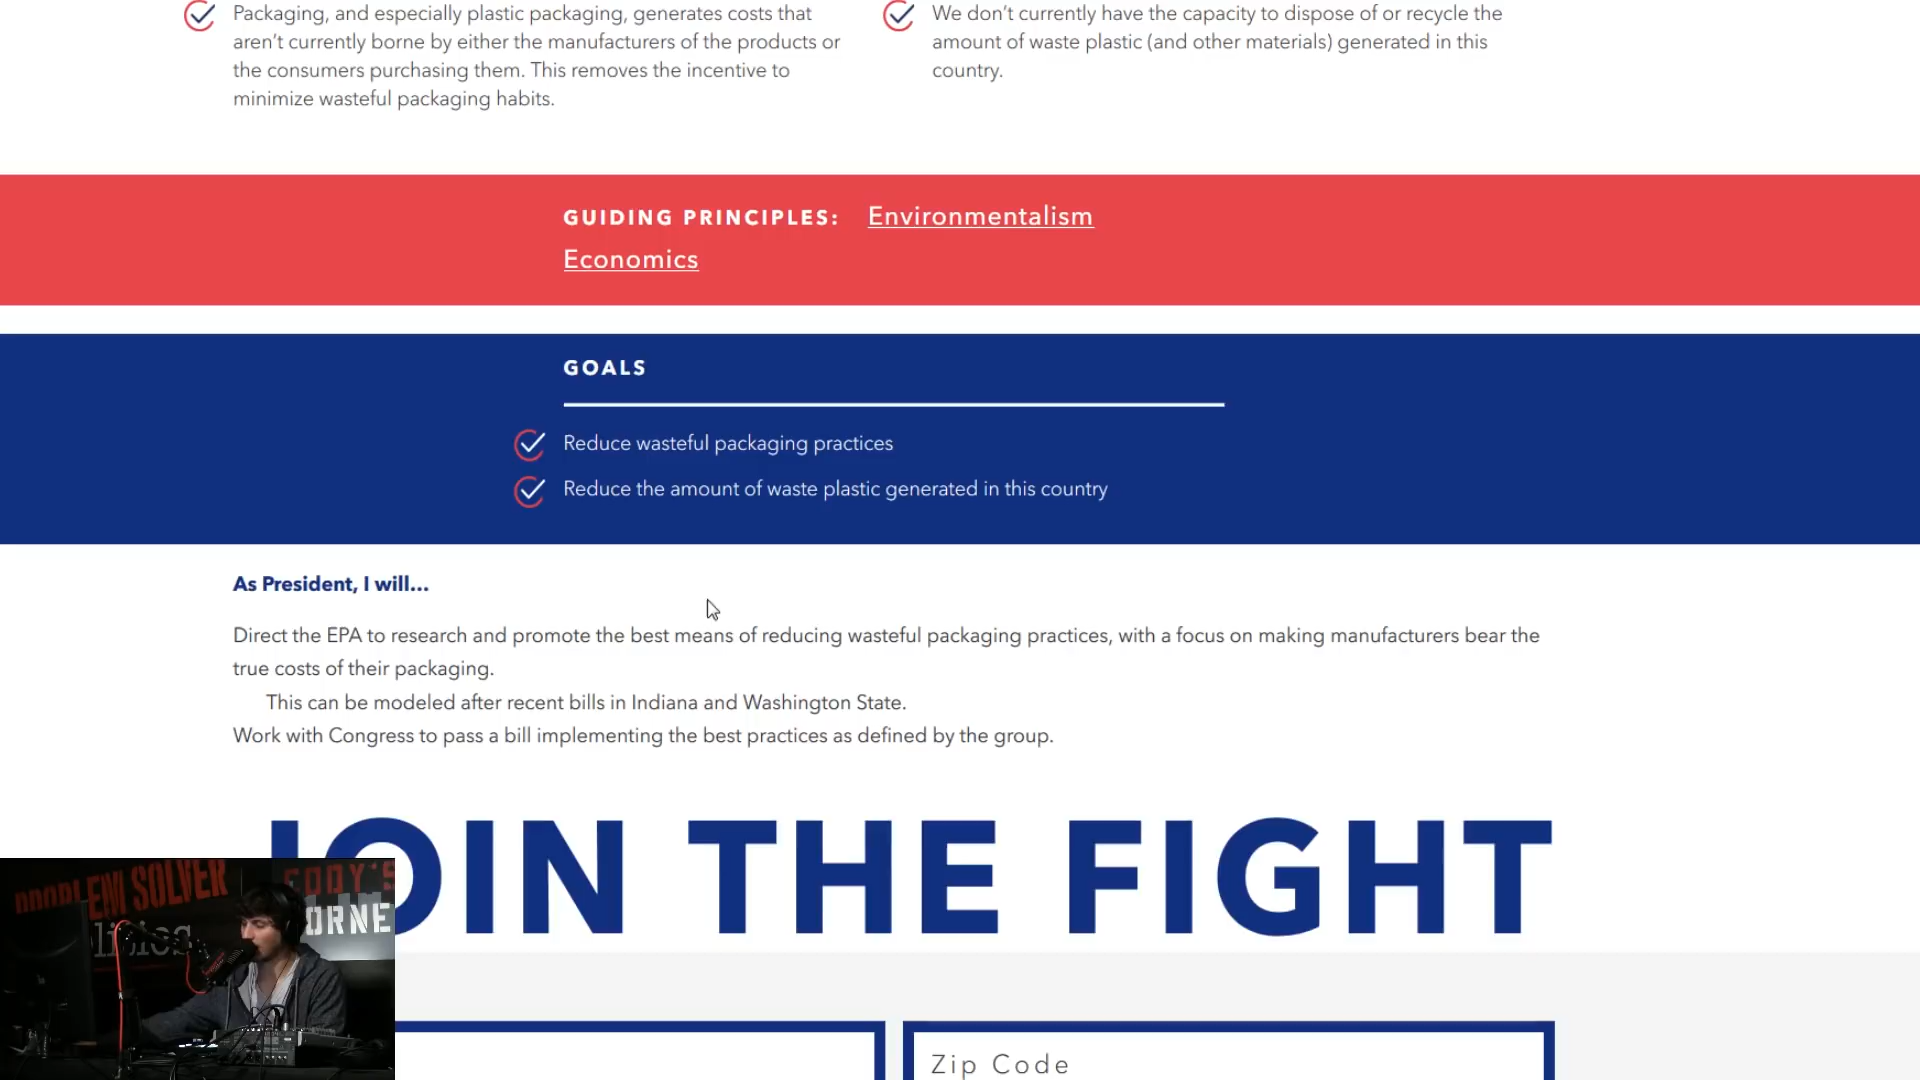 Packaging, and especially plastic packaging, generates costs that
aren't currently borne by either the manufacturers of the products or
the consumers purchasing them. This removes the incentive to
minimize wasteful packaging habits.
We don't currently have the capacity to dispose of or recycle the
amount of waste plastic (and other materials) generated in this
country.
GUIDING PRINCIPLES: Environmentalism
Economics
GOALS
Reduce wasteful packaging practices
Reduce the amount of waste plastic generated in this country
As President, I will...
Direct the EPA to research and promote the best means of reducing wasteful packaging practices, with a focus on making manufacturers bear the
true costs of their packaging.
This can be modeled after recent bills in Indiana and Washington State.
Work with Congress to pass a bill implementing the best practices as defined by the group.
JOIN THE FIGHT
PROBLEM SOLVER
Zip Code